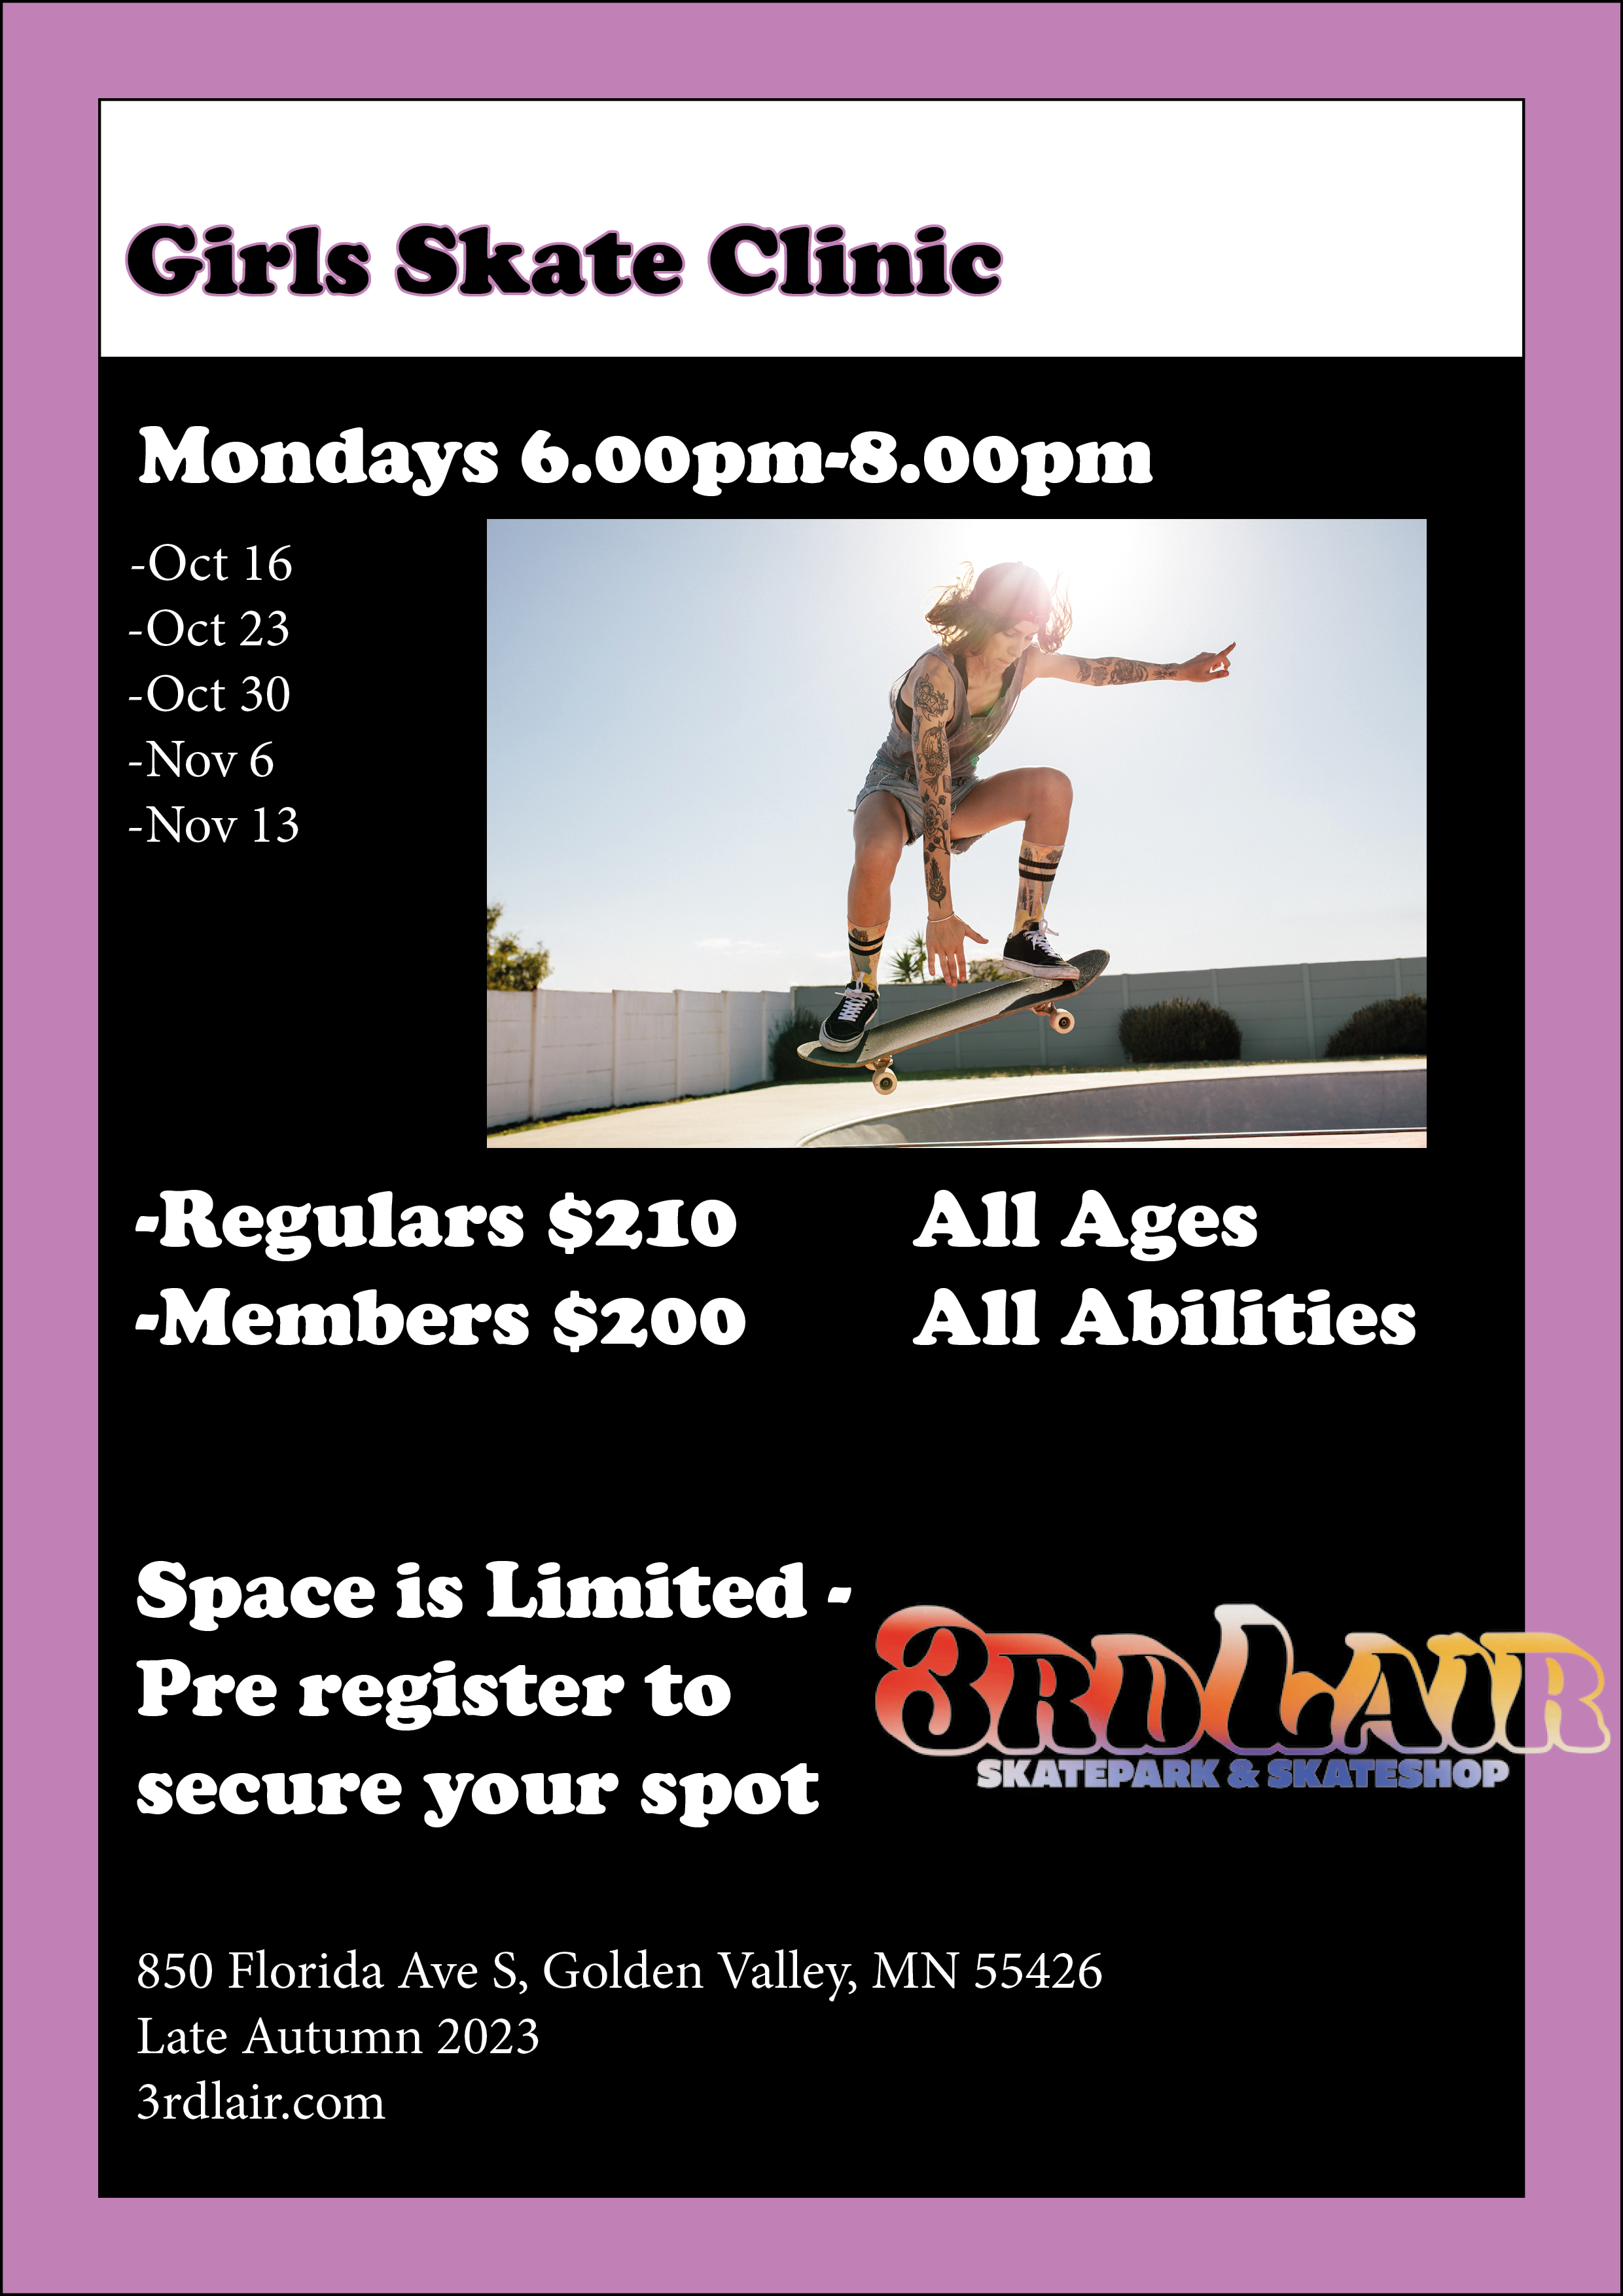 Girls Skate Clinic
Mondays 6.00pm-8.00pm
-Oct 16
-Oct 23
-Oct 30
-Nov 6
-Nov 13
-Regulars $210
-Members $200
All Ages
All Abilities
Space is Limited -
Pre register to
secure your spot
3RDLAIR
SKATEPARK & SKATESHOP
850 Florida Ave S, Golden Valley, MN 55426
Late Autumn 2023
3rdlair.com